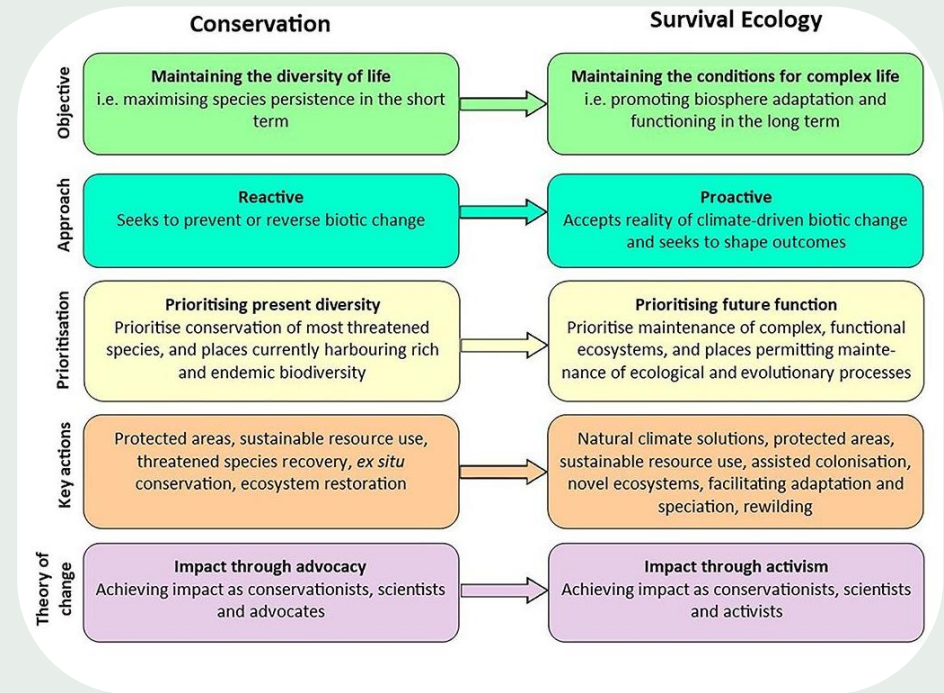 Conservation
Survival Ecology
Objective
Maintaining the diversity of life
i.e. maximising species persistence in the short
term
Maintaining the conditions for complex life
i.e. promoting biosphere adaptation and
functioning in the long term
Approach
Reactive
Seeks to prevent or reverse biotic change
Proactive
Accepts reality of climate-driven biotic change
and seeks to shape outcomes
Prioritisation
Prioritising present diversity
Prioritise conservation of most threatened
species, and places currently harbouring rich
and endemic biodiversity
Prioritising future function
Prioritise maintenance of complex, functional
ecosystems, and places permitting mainte-
nance of ecological and evolutionary processes
Key actions
Protected areas, sustainable resource use,
threatened species recovery, ex situ
conservation, ecosystem restoration
Natural climate solutions, protected areas,
sustainable resource use, assisted colonisation,
novel ecosystems, facilitating adaptation and
speciation, rewilding
Theory of
change
Impact through advocacy
Achieving impact as conservationists, scientists
and advocates
Impact through activism
Achieving impact as conservationists, scientists
and activists